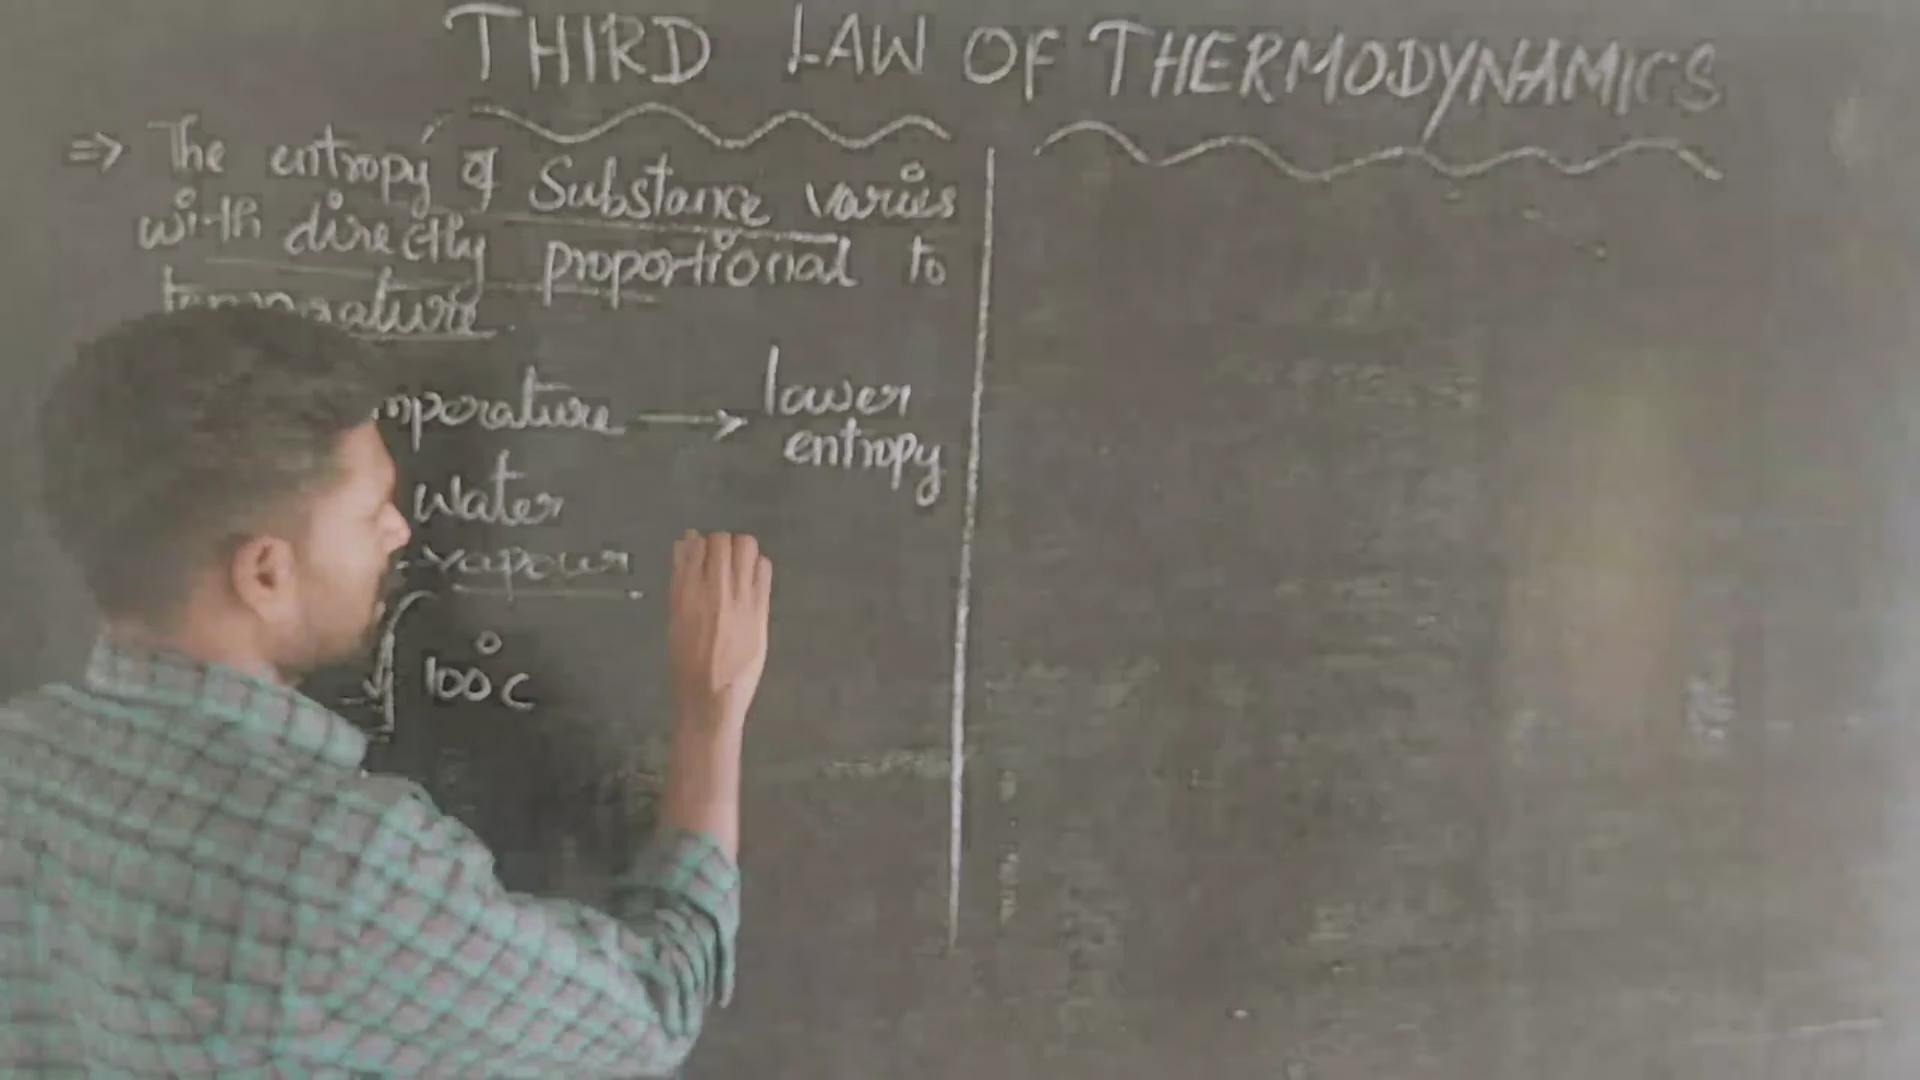 THIRD LAW OF THERMODYNAMICS
⇒ The entropy of Substance varies
with directly proportional to
temperature.
→ lower
entropy
Water
vapour
100°C